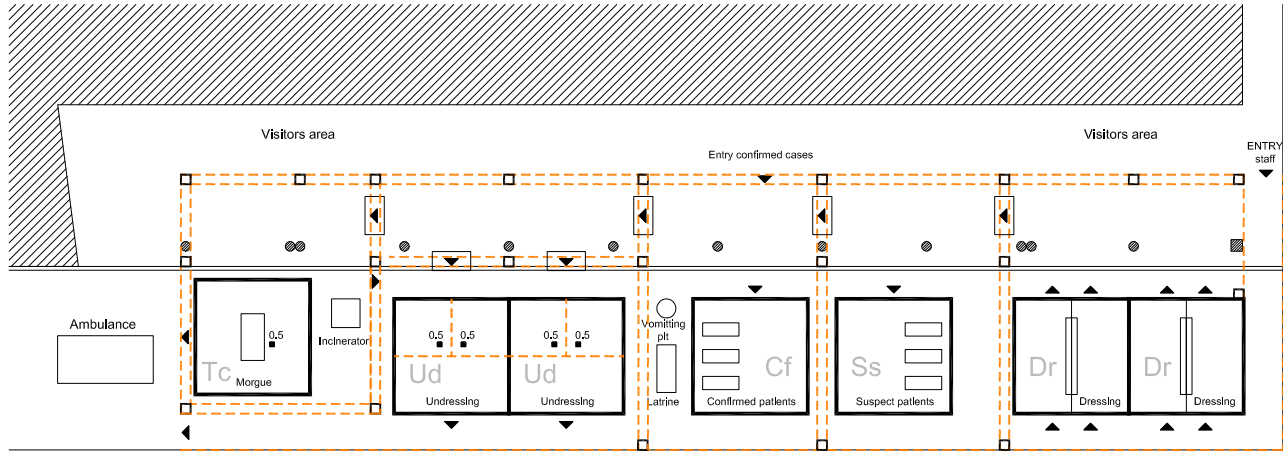 Visitors area
Visitors area
ENTRY
staff
Entry confirmed cases
Ambulance
0.5
Tc
Morgue
Incinerator
0.5
0.5
Ud
Undressing
0.5
0.5
Ud
Undressing
Vomitting
plt
Latrine
Cf
Confirmed patients
Ss
Suspect patients
Dr
Dressing
Dr
Dressing